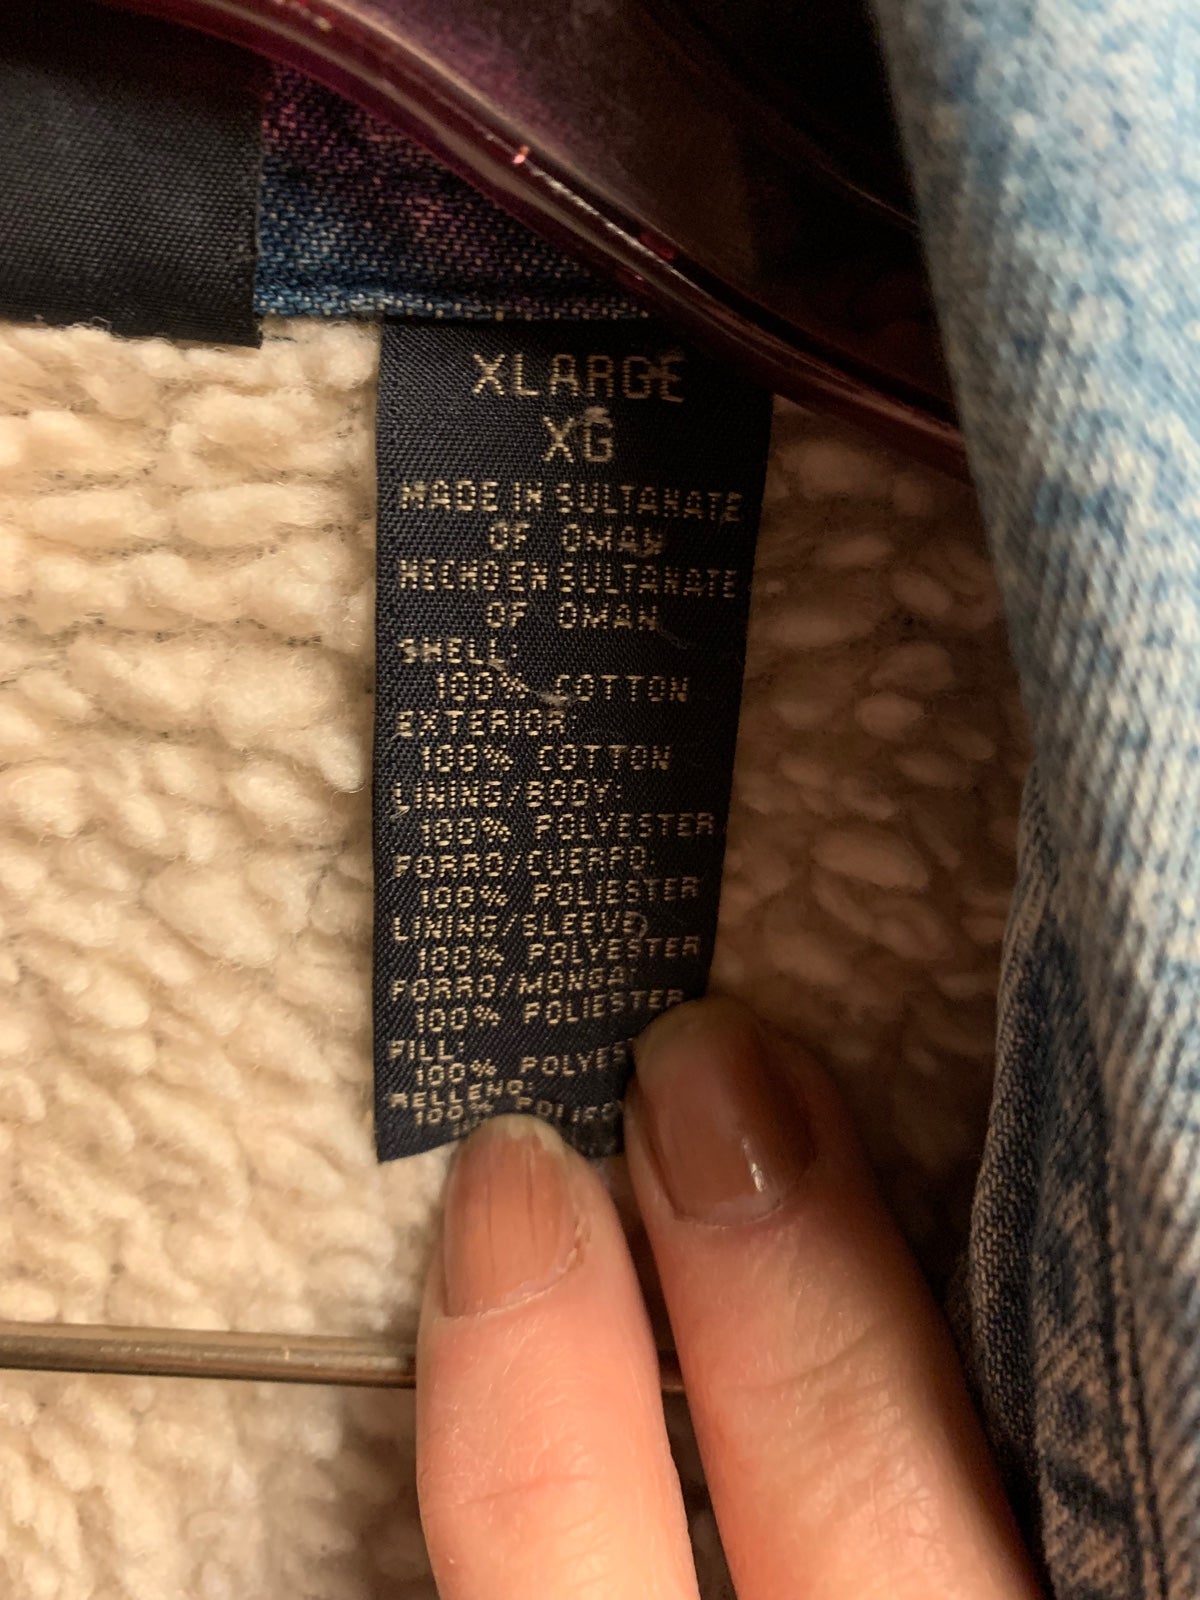 XLARGE
XG
MADE IN SULTANATE
OF OMAN
HECHO EN SULTANATE
OF OMAN
SHELL:
100% COTTON
EXTERIOR:
100% COTTON
LINING/BODY:
100% POLYESTER
FORRO/CUERPO:
100% POLIESTER
LINING/SLEEVE:
100% POLYESTER
FORRO/MONGA:
100% POLIESTER
FILL:
100% POLYES
RELLENO:
100%